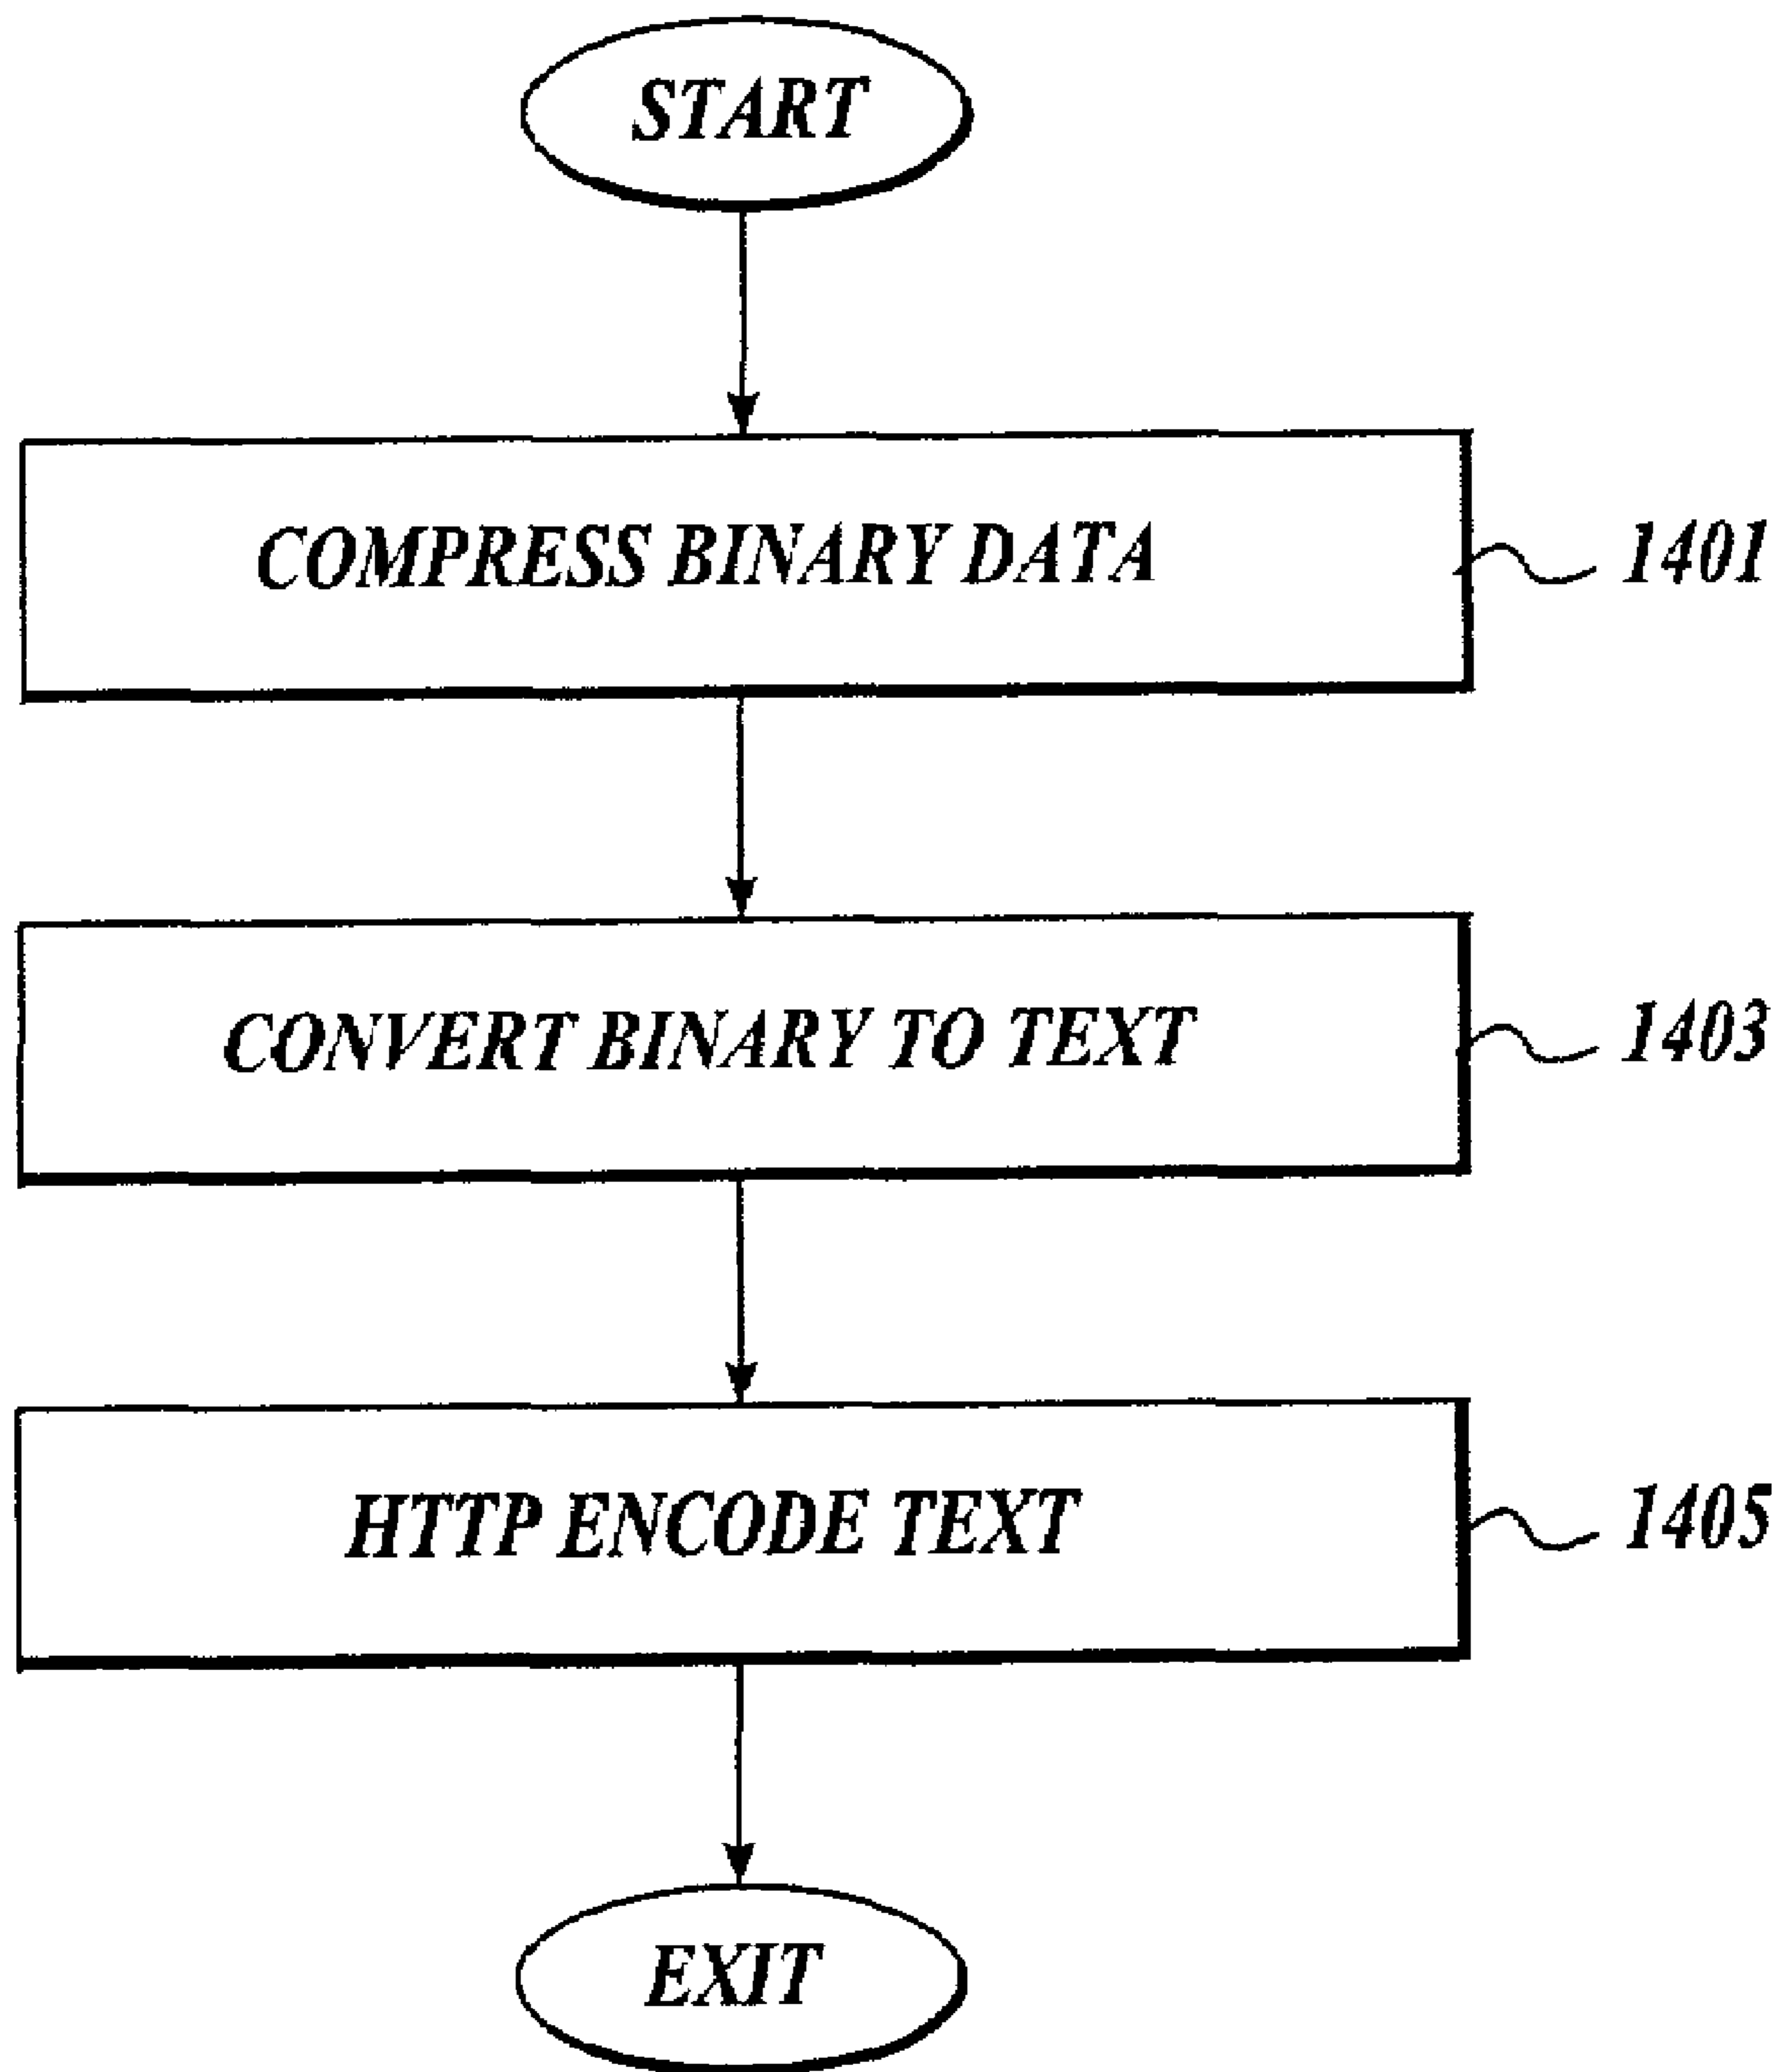 START
COMPRESS BINARY DATA
1401
CONVERT BINARY TO TEXT
1403
HTTP ENCODE TEXT
1405
EXIT